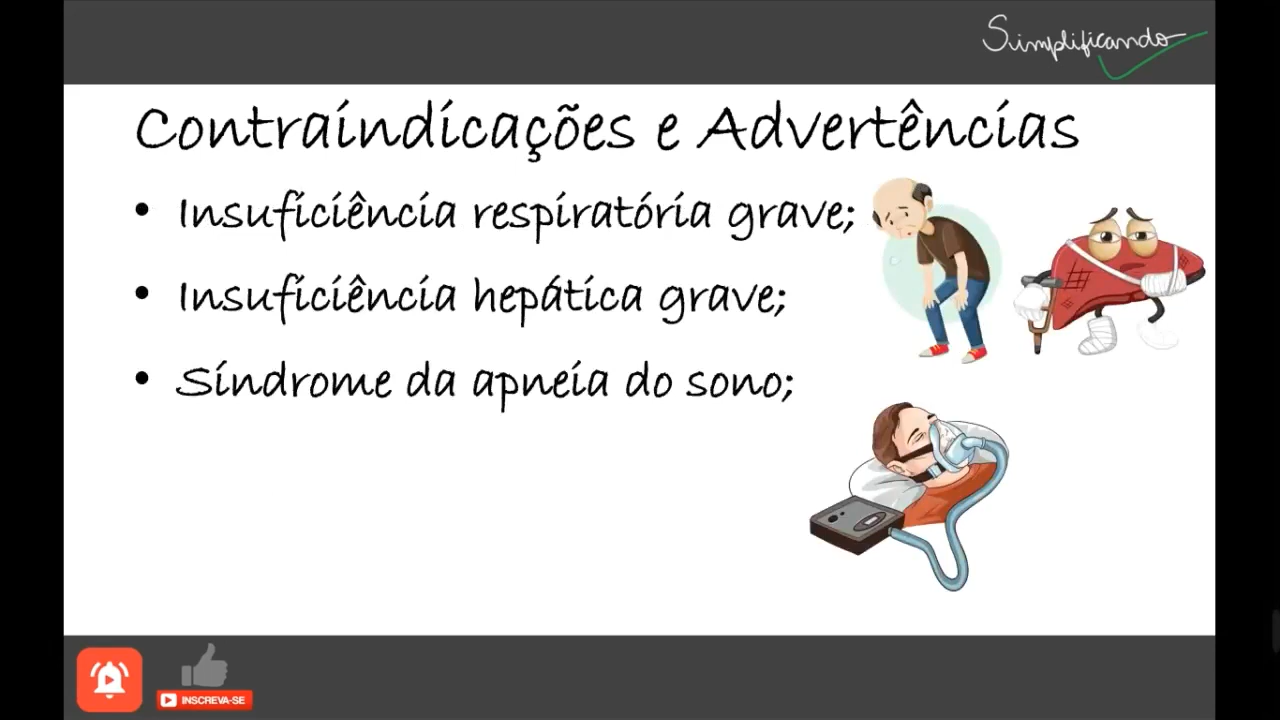 Simplificando
Contraindicações e Advertências
• Insuficiência respiratória grave;
• Insuficiência hepática grave;
• Síndrome da apneia do sono;
INSCREVA-SE